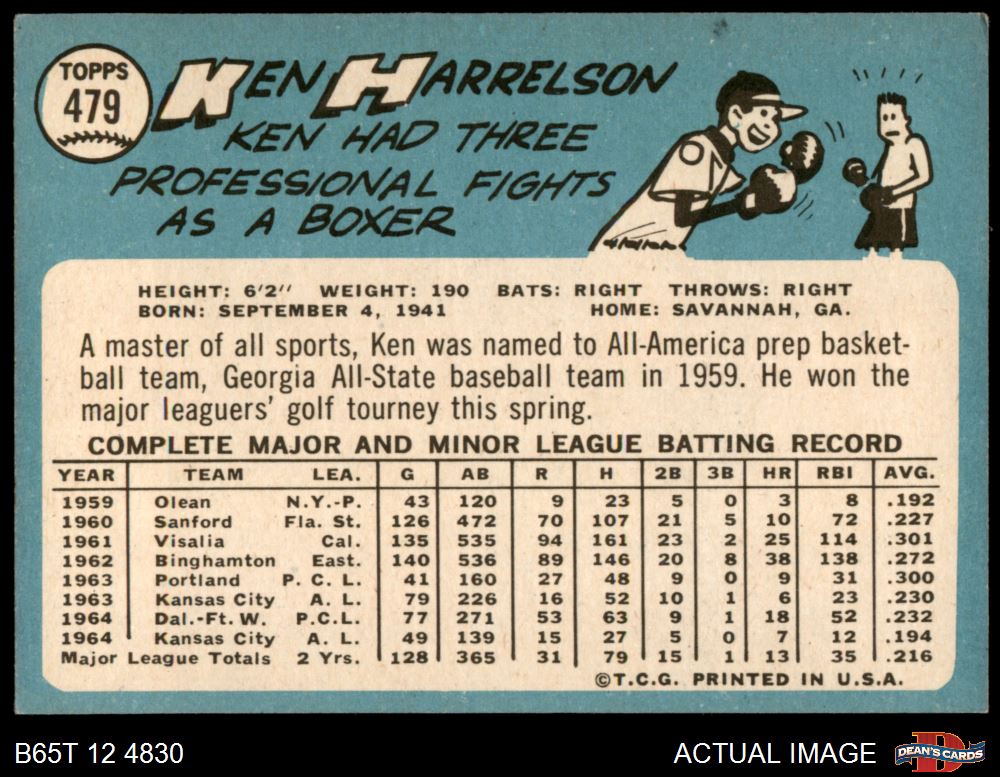 TOPPS
479
KEN HARRELSON
KEN HAD THREE
PROFESSIONAL FIGHTS
AS A BOXER
HEIGHT: 6'2" WEIGHT: 190 BATS: RIGHT THROWS: RIGHT
BORN: SEPTEMBER 4, 1941 HOME: SAVANNAH, GA.
A master of all sports, Ken was named to All-America prep basket-
ball team, Georgia All-State baseball team in 1959. He won the
major leaguers' golf tourney this spring.
COMPLETE MAJOR AND MINOR LEAGUE BATTING RECORD
YEAR TEAM LEA. G AB R H 2B 3B HR RBI AVG.
1959 Olean N.Y.-P. 43 120 9 23 5 0 3 8 .192
1960 Sanford Fla. St. 126 472 70 107 21 5 10 72 .227
1961 Visalia Cal. 135 535 94 161 23 2 25 114 .301
1962 Binghamton East. 140 536 89 146 20 8 38 138 .272
1963 Portland P. C. L. 41 160 27 48 9 0 9 31 .300
1963 Kansas City A. L. 79 226 16 52 10 1 6 23 .230
1964 Dal.-Ft. W. P.C.L. 77 271 53 63 9 1 18 52 .232
1964 Kansas City A. L. 49 139 15 27 5 0 7 12 .194
Major League Totals 2 Yrs. 128 365 31 79 15 1 13 35 .216
©T.C.G. PRINTED IN U.S.A.
B65T 12 4830 ACTUAL IMAGE DEAN'S CARDS